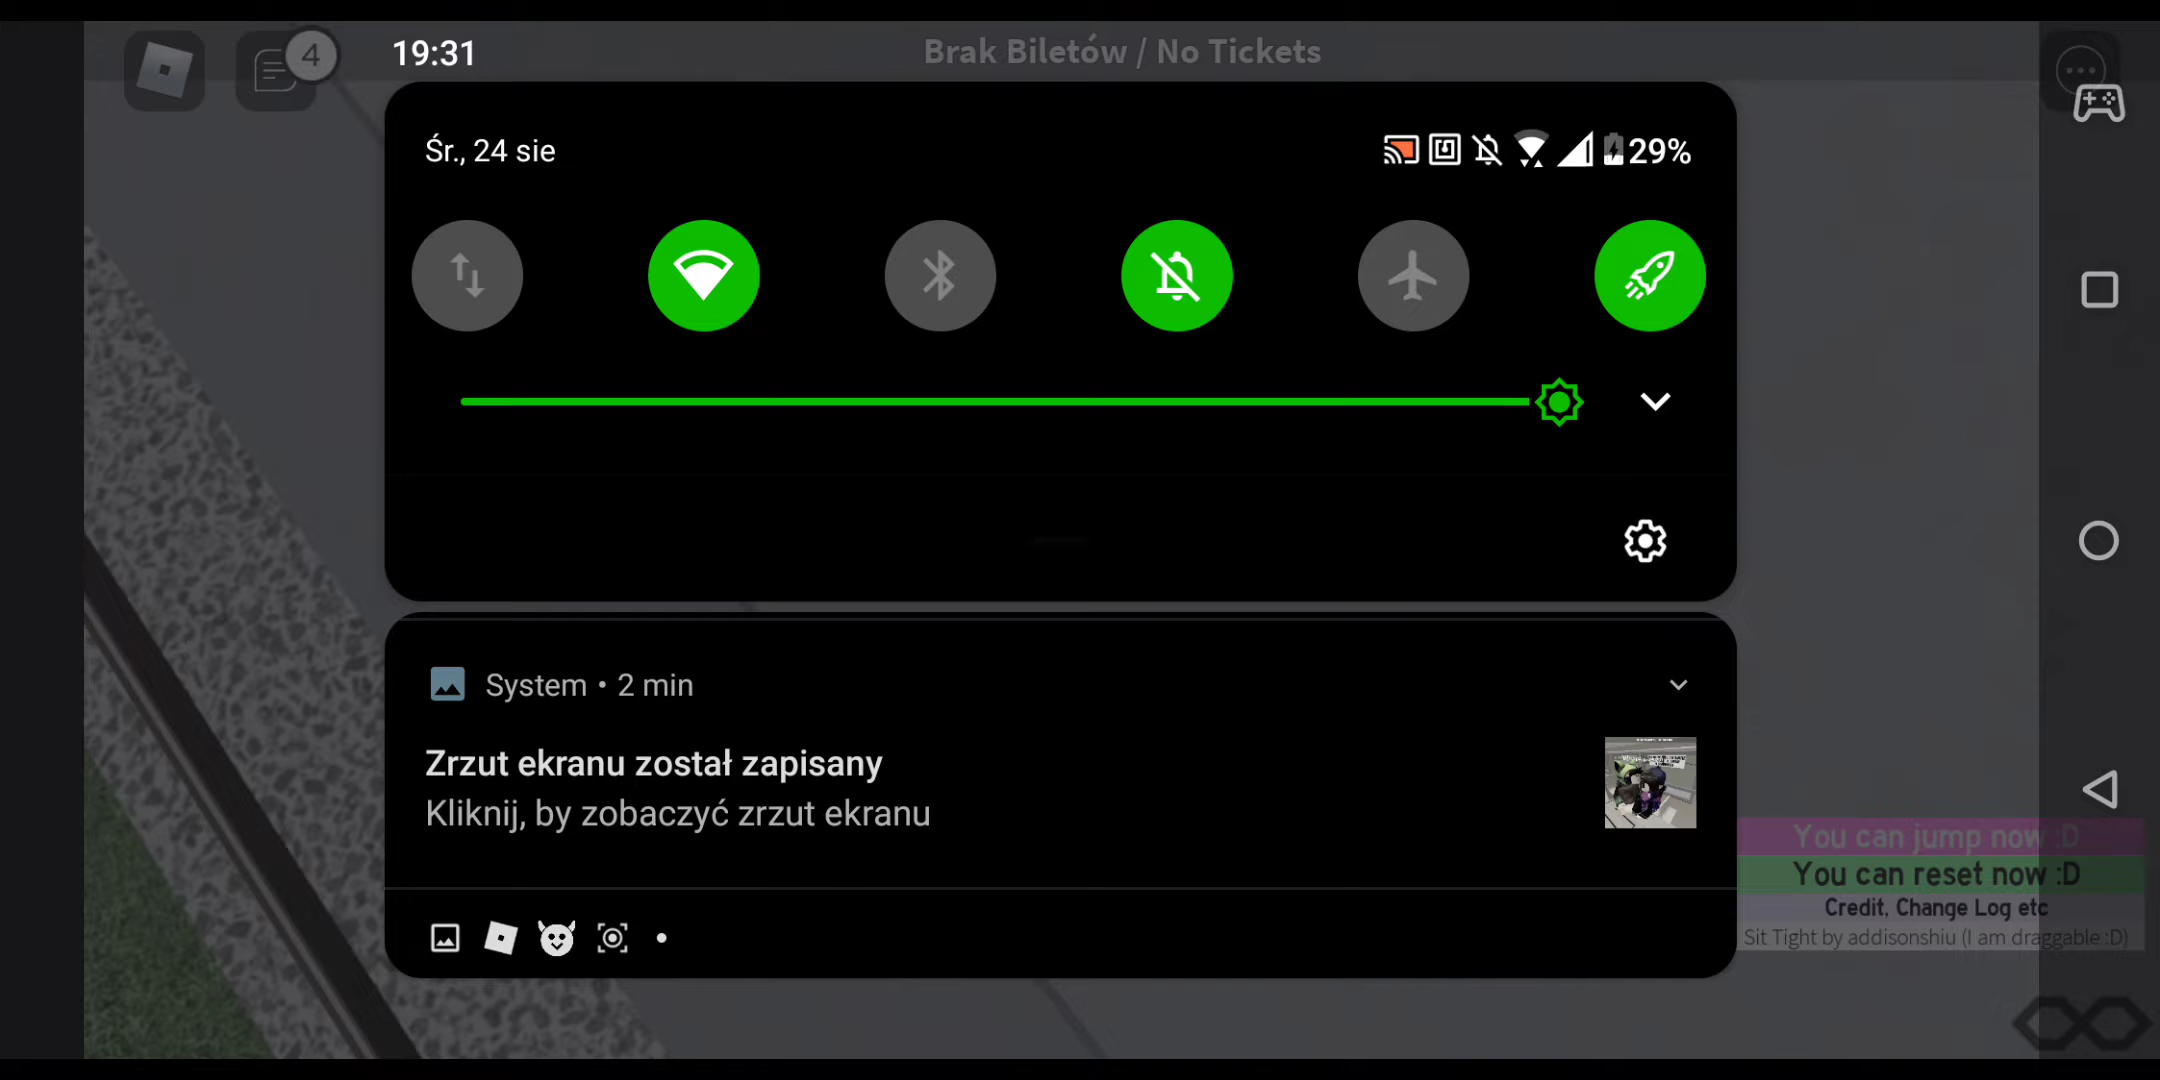 4
19:31
Brak Biletów / No Tickets
Śr., 24 sie
29%
System • 2 min
Zrzut ekranu został zapisany
Kliknij, by zobaczyć zrzut ekranu
You can jump now :D
You can reset now :D
Credit, Change Log etc
Sit Tight by addisonshiu (I am draggable :D)